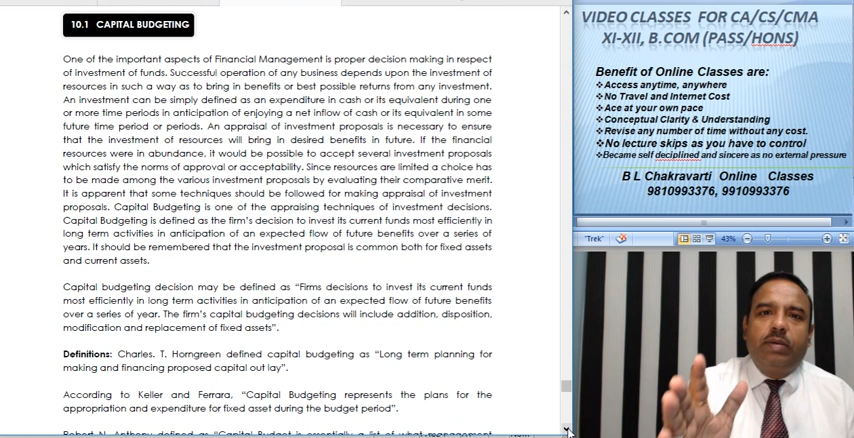 10.1 CAPITAL BUDGETING
One of the important aspects of Financial Management is proper decision making in respect
of investment of funds. Successful operation of any business depends upon the investment of
resources in such a way as to bring in benefits or best possible returns from any investment.
An investment can be simply defined as an expenditure in cash or its equivalent during one
or more time periods in anticipation of enjoying a net inflow of cash or its equivalent in some
future time period or periods. An appraisal of investment proposals is necessary to ensure
that the investment of resources will bring in desired benefits in future. If the financial
resources were in abundance, it would be possible to accept several investment proposals
which satisfy the norms of approval or acceptability. Since resources are limited a choice has
to be made among the various investment proposals by evaluating their comparative merit.
It is apparent that some techniques should be followed for making appraisal of investment
proposals. Capital Budgeting is one of the appraising techniques of investment decisions.
Capital Budgeting is defined as the firm's decision to invest its current funds most efficiently in
long term activities in anticipation of an expected flow of future benefits over a series of
years. It should be remembered that the investment proposal is common both for fixed assets
and current assets.
Capital budgeting decision may be defined as "Firms decisions to invest its current funds
most efficiently in long term activities in anticipation of an expected flow of future benefits
over a series of year. The firm's capital budgeting decisions will include addition, disposition,
modification and replacement of fixed assets".
Definitions: Charles. T. Horngreen defined capital budgeting as "Long term planning for
making and financing proposed capital out lay".
According to Keller and Ferrara, "Capital Budgeting represents the plans for the
appropriation and expenditure for fixed asset during the budget period".
Robert N. Anthony defined as "Capital Budget is essentially a list of what management
VIDEO CLASSES FOR CA/CS/CMA
XI-XII, B.COM (PASS/HONS)
Benefit of Online Classes are:
❖Access anytime, anywhere
❖No Travel and Internet Cost
❖Ace at your own pace
❖Conceptual Clarity & Understanding
❖Revise any number of time without any cost.
❖No lecture skips as you have to control
❖Became self deciplined and sincere as no external pressure
B L Chakravarti Online Classes
9810993376, 9910993376
"Trek"
43%